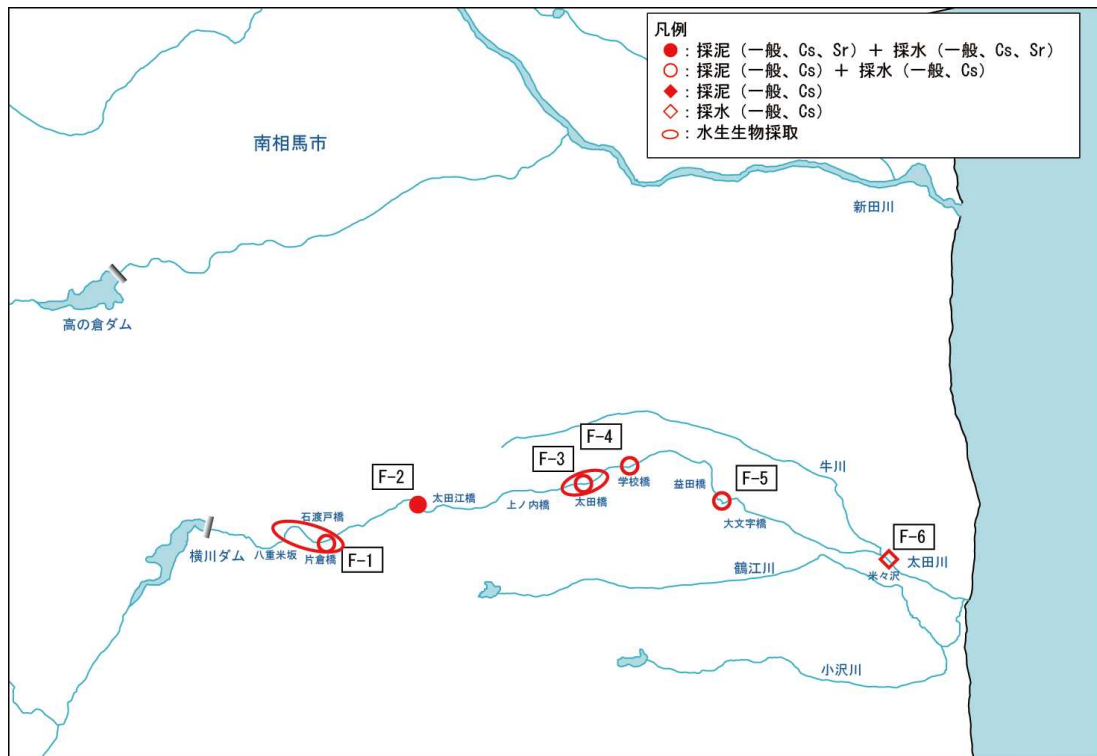 凡例
●：採泥（一般、Cs、Sr）＋ 採水（一般、Cs、Sr）
○：採泥（一般、Cs）＋ 採水（一般、Cs）
◆：採泥（一般、Cs）
◇：採水（一般、Cs）
：水生生物採取
南相馬市
新田川
高の倉ダム
F-4
F-3
学校橋
牛川
F-2
太田江橋
上ノ内橋
太田橋
益田橋
F-5
大文字橋
石渡戸橋
横川ダム
八重米坂
片倉橋
F-1
F-6
太田川
鶴江川
米々沢
小沢川